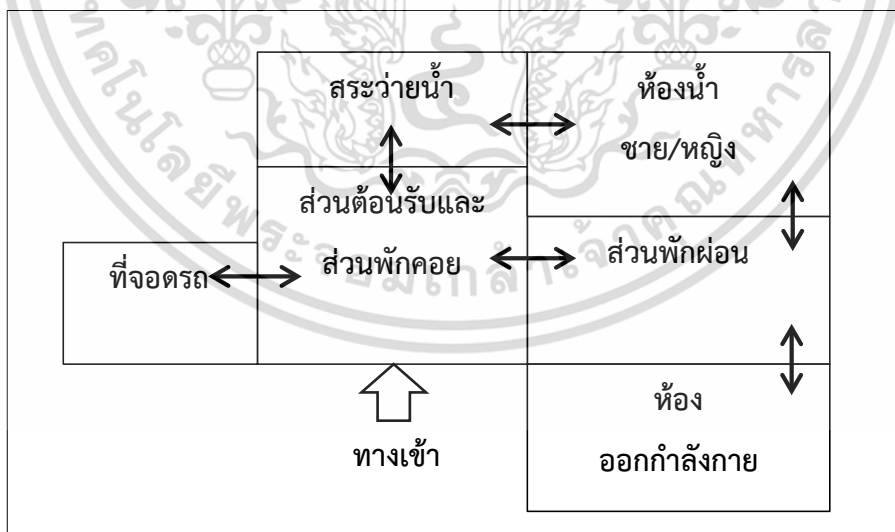 สระว่ายน้ำ
ห้องน้ำ
ชาย/หญิง
ส่วนต้อนรับและ
ส่วนพักคอย
ส่วนพักผ่อน
ที่จอดรถ
ห้อง
ออกกำลังกาย
ทางเข้า